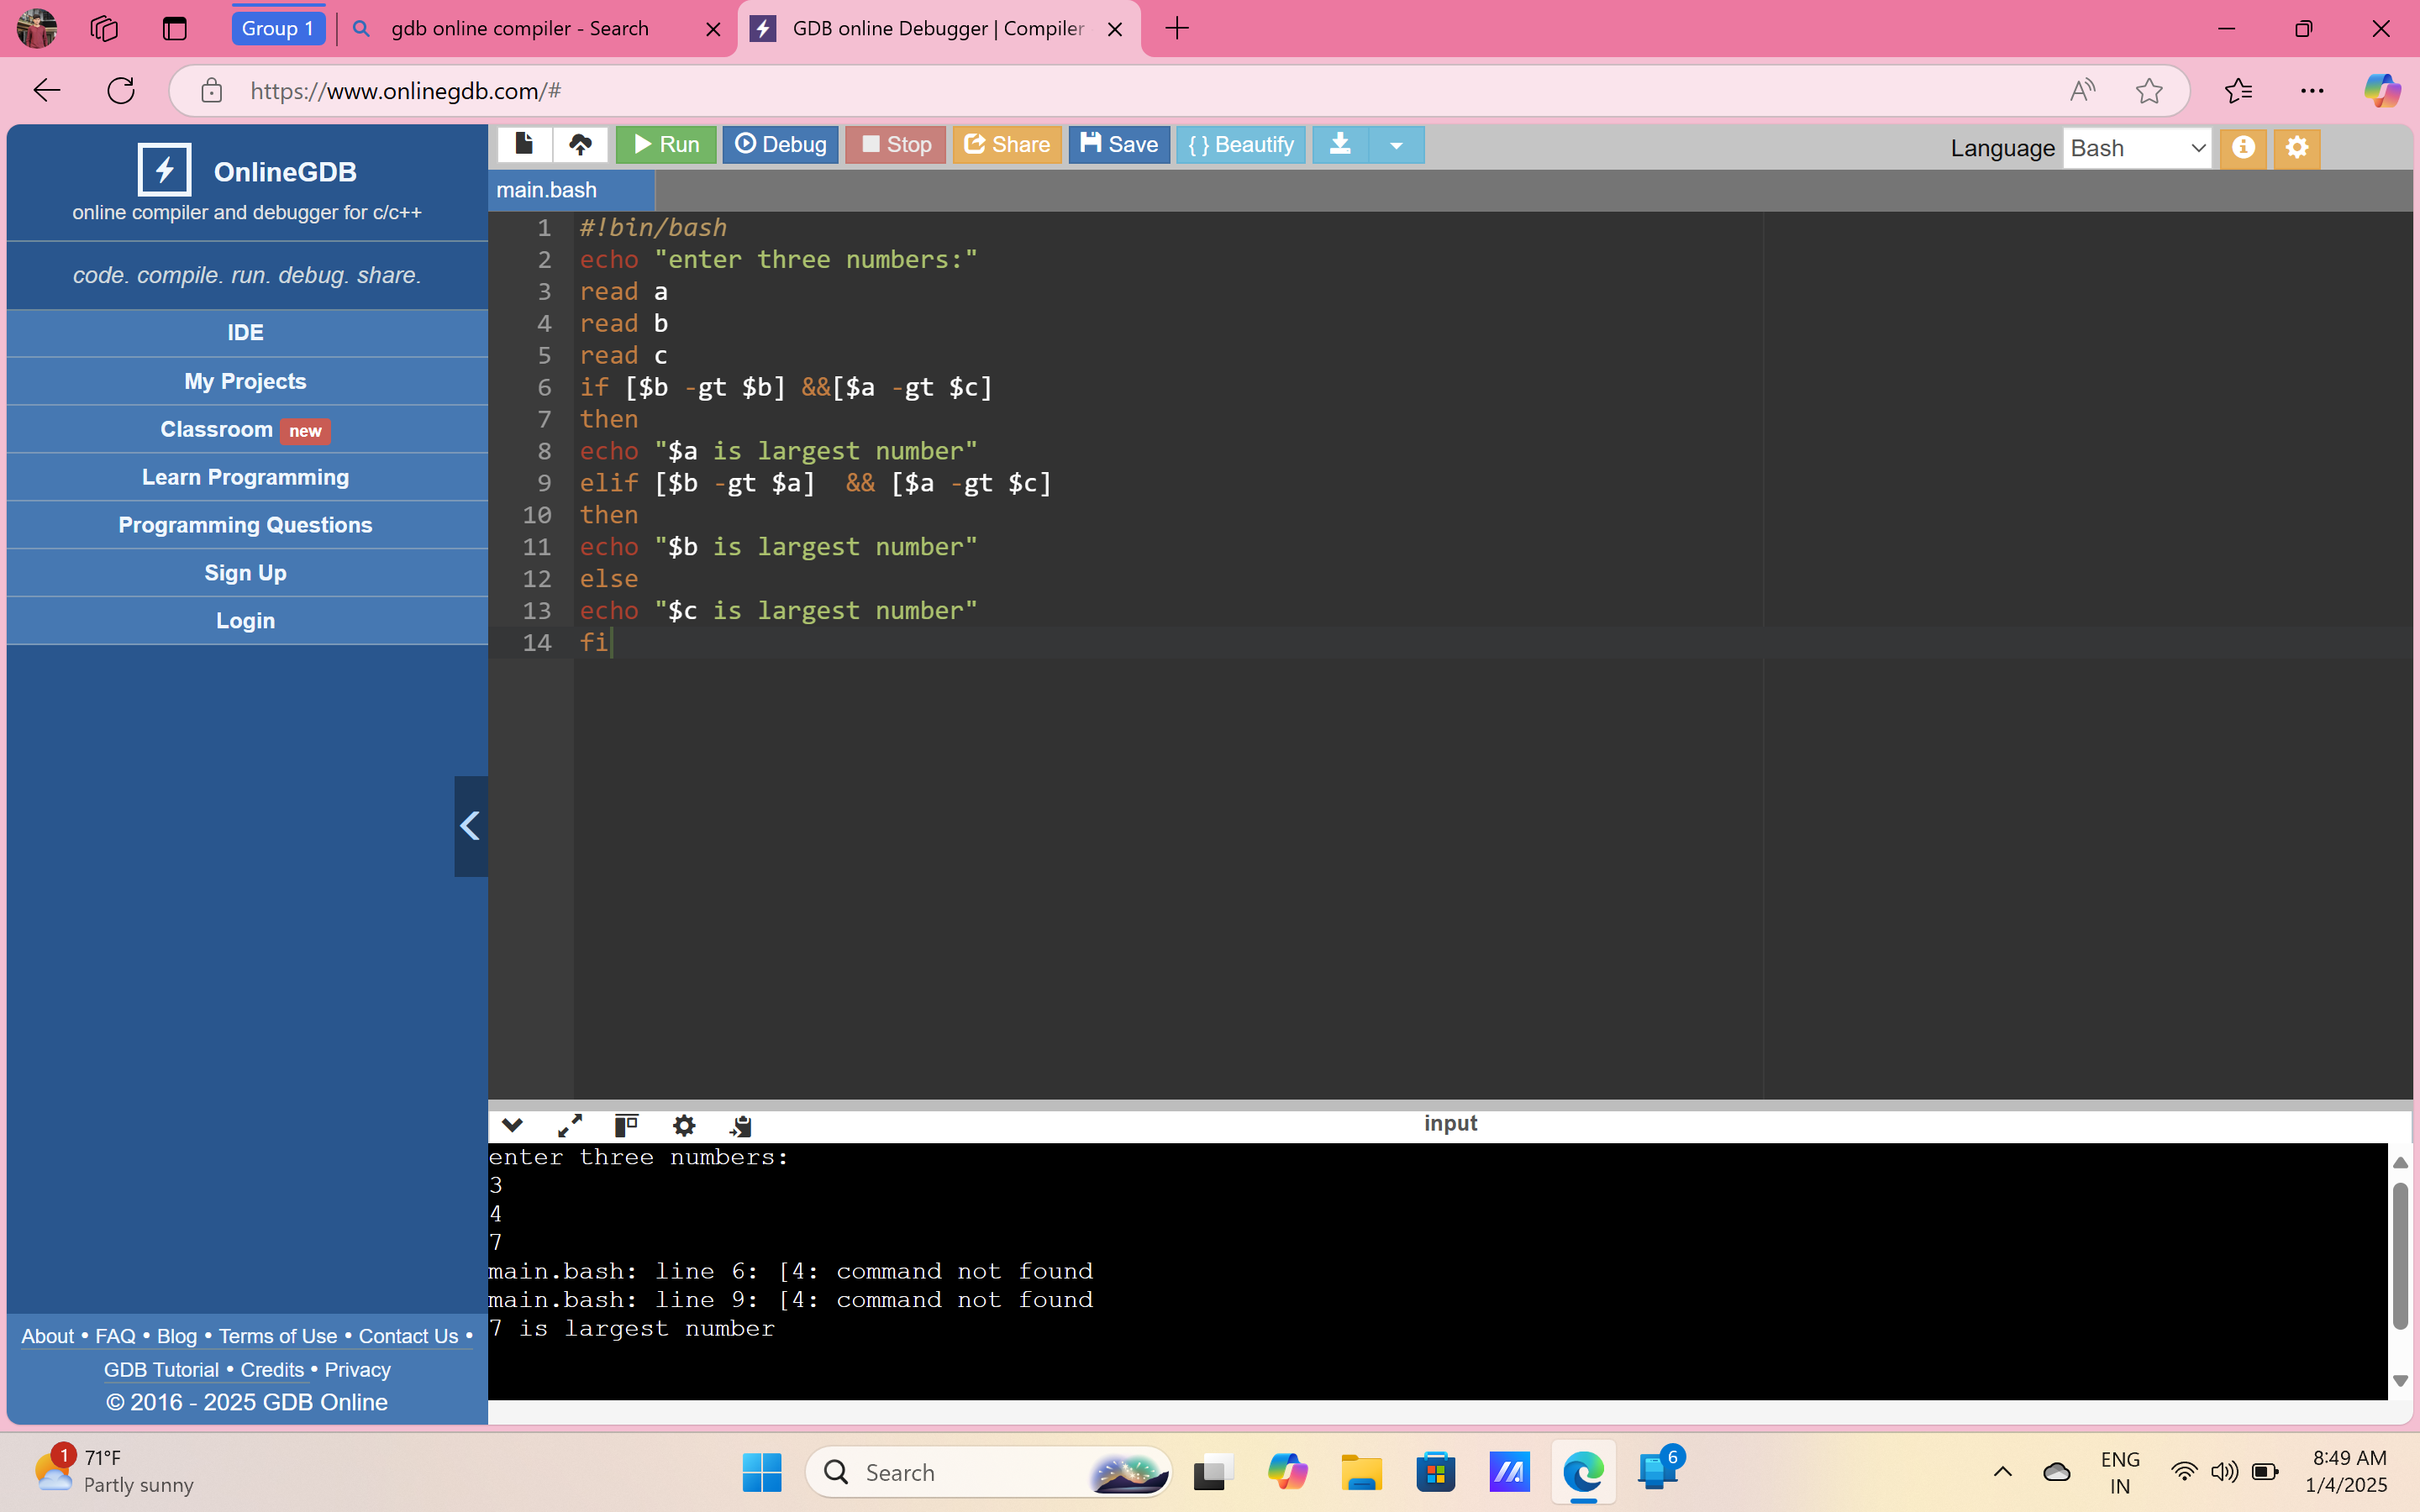 Group 1
gdb online compiler - Search
GDB online Debugger | Compiler
https://www.onlinegdb.com/#
OnlineGDB
online compiler and debugger for c/c++
code. compile. run. debug. share.
IDE
My Projects
Classroom new
Learn Programming
Programming Questions
Sign Up
Login
About • FAQ • Blog • Terms of Use • Contact Us •
GDB Tutorial • Credits • Privacy
© 2016 - 2025 GDB Online
Run Debug Stop Share Save { } Beautify
Language Bash
main.bash
1 #!bin/bash
2 echo "enter three numbers:"
3 read a
4 read b
5 read c
6 if [$b -gt $b] &&[$a -gt $c]
7 then
8 echo "$a is largest number"
9 elif [$b -gt $a]  && [$a -gt $c]
10 then
11 echo "$b is largest number"
12 else
13 echo "$c is largest number"
14 fi
input
enter three numbers:
3
4
7
main.bash: line 6: [4: command not found
main.bash: line 9: [4: command not found
7 is largest number
1
71°F
Partly sunny
Search
6
ENG
IN
8:49 AM
1/4/2025